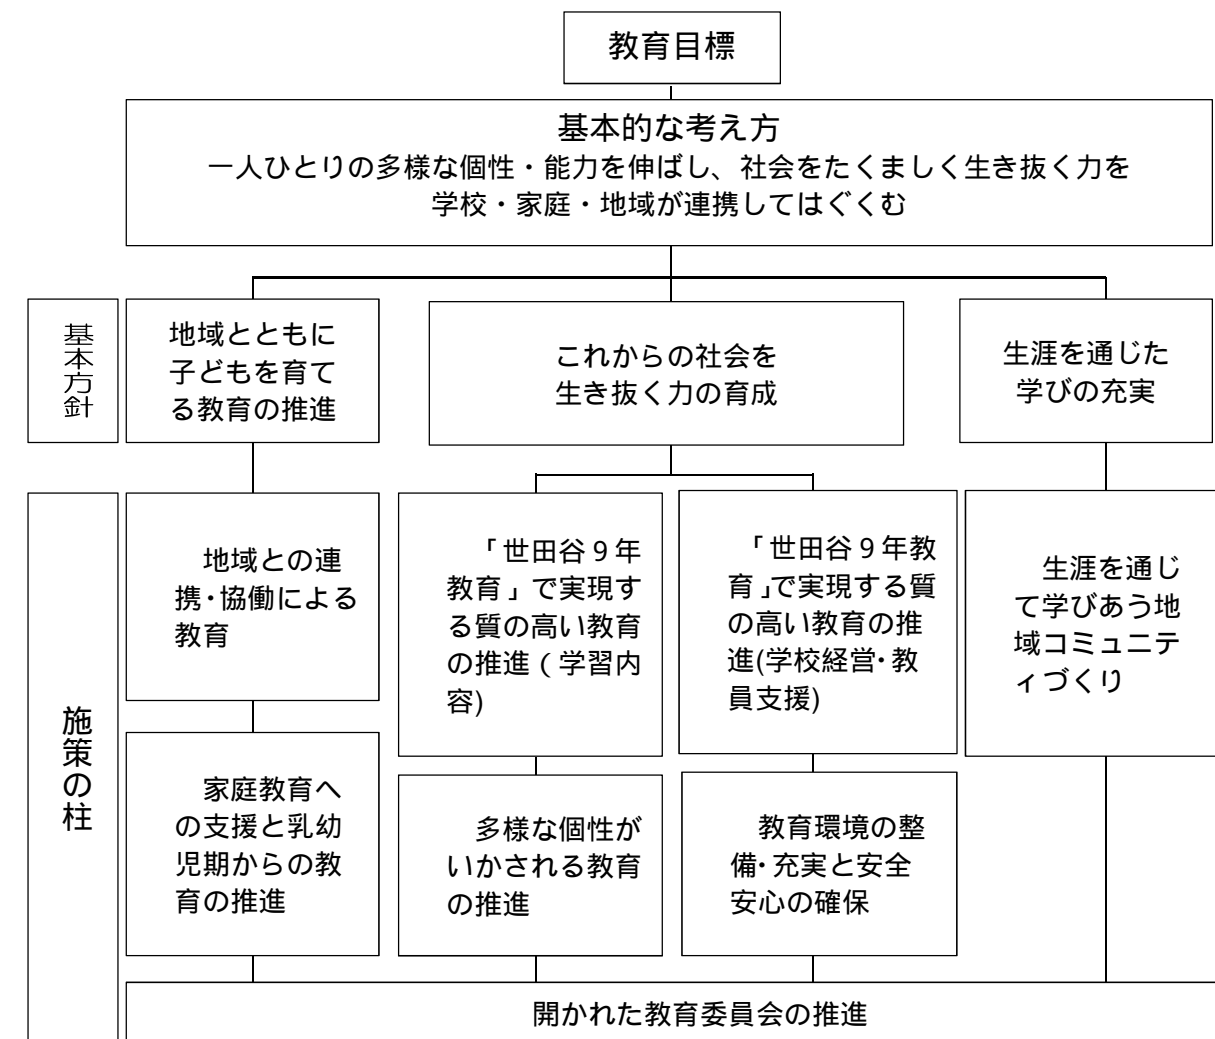 教育目標
基本的な考え方
一人ひとりの多様な個性・能力を伸ばし、社会をたくましく生き抜く力を
学校・家庭・地域が連携してはぐくむ
基本方針
地域とともに
子どもを育て
る教育の推進
これからの社会を
生き抜く力の育成
生涯を通じた
学びの充実
施策の柱
地域との連
携・協働による
教育
「世田谷９年
教育」で実現す
る質の高い教育
の推進（学習内
容)
「世田谷９年教
育」で実現する質
の高い教育の推
進(学校経営・教
員支援)
生涯を通じ
て学びあう地
域コミュニテ
ィづくり
家庭教育へ
の支援と乳幼
児期からの教
育の推進
多様な個性が
いかされる教育
の推進
教育環境の整
備・充実と安全
安心の確保
開かれた教育委員会の推進